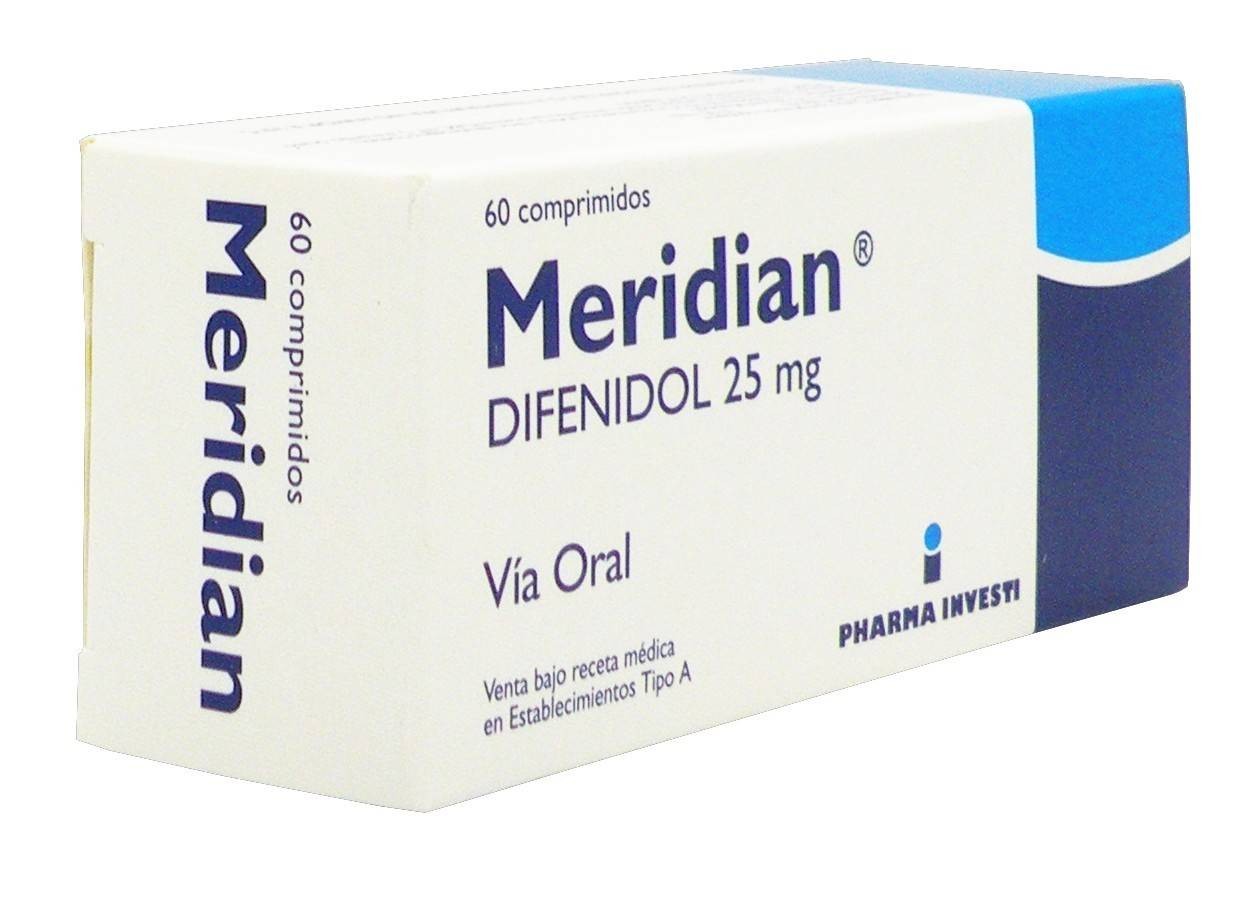 60 comprimidos
Meridian
60 comprimidos
Meridian®
DIFENIDOL 25 mg
Vía Oral
Venta bajo receta médica
en Establecimientos Tipo A
PHARMA INVESTI